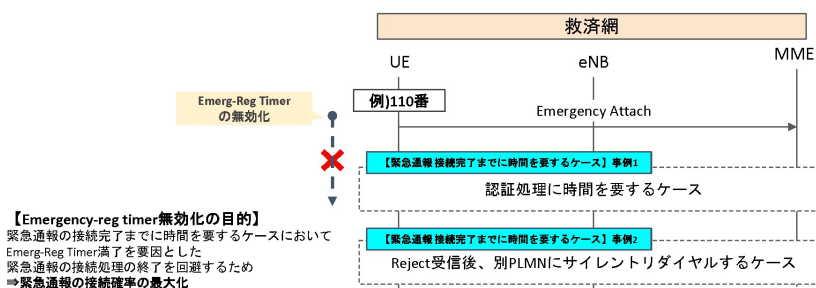 救済網
UE
eNB
MME
Emerg-Reg Timer
の無効化
例)110番
Emergency Attach
【緊急通報 接続完了までに時間を要するケース】事例1
認証処理に時間を要するケース
【Emergency-reg timer無効化の目的】
緊急通報の接続完了までに時間を要するケースにおいて
Emerg-Reg Timer満了を要因とした
緊急通報の接続処理の終了を回避するため
⇒緊急通報の接続確率の最大化
【緊急通報 接続完了までに時間を要するケース】事例2
Reject受信後、別PLMNにサイレントリダイヤルするケース